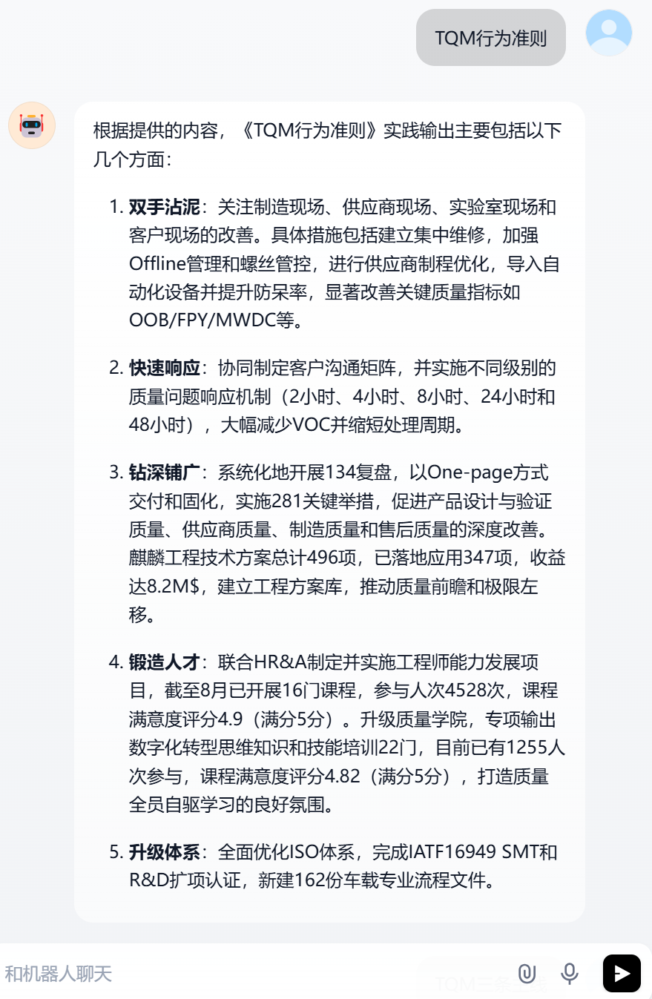 TQM行为准则
根据提供的内容，《TQM行为准则》实践输出主要包括以下
几个方面：
1. 双手沾泥：关注制造现场、供应商现场、实验室现场和
客户现场的改善。具体措施包括建立集中维修，加强
Offline管理和螺丝管控，进行供应商制程优化，导入自
动化设备并提升防呆率，显著改善关键质量指标如
OOB/FPY/MWDC等。
2. 快速响应：协同制定客户沟通矩阵，并实施不同级别的
质量问题响应机制（2小时、4小时、8小时、24小时和
48小时），大幅减少VOC并缩短处理周期。
3. 钻深铺广：系统化地开展134复盘，以One-page方式
交付和固化，实施281关键举措，促进产品设计与验证
质量、供应商质量、制造质量和售后质量的深度改善。
麒麟工程技术方案总计496项，已落地应用347项，收益
达8.2M$，建立工程方案库，推动质量前瞻和极限左
移。
4. 锻造人才：联合HR&A制定并实施工程师能力发展项
目，截至8月已开展16门课程，参与人次4528次，课程
满意度评分4.9（满分5分）。升级质量学院，专项输出
数字化转型思维知识和技能培训22门，目前已有1255人
次参与，课程满意度评分4.82（满分5分），打造质量
全员自驱学习的良好氛围。
5. 升级体系：全面优化ISO体系，完成IATF16949 SMT和
R&D扩项认证，新建162份车载专业流程文件。
和机器人聊天